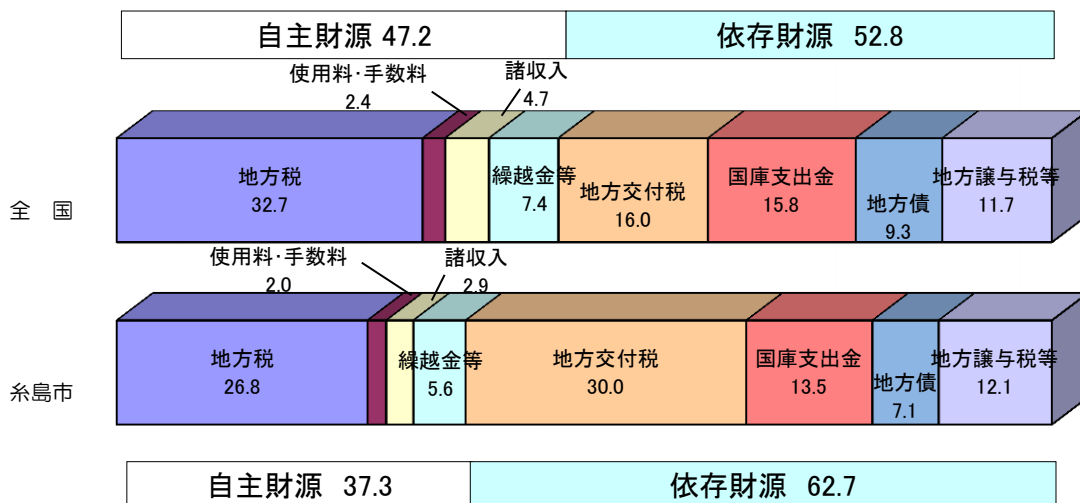 自主財源 47.2
依存財源 52.8
使用料・手数料
2.4
諸収入
4.7
全 国
地方税
32.7
繰越金等
7.4
地方交付税
16.0
国庫支出金
15.8
地方債
9.3
地方譲与税等
11.7
使用料・手数料
2.0
諸収入
2.9
糸島市
地方税
26.8
繰越金等
5.6
地方交付税
30.0
国庫支出金
13.5
地方債
7.1
地方譲与税等
12.1
自主財源 37.3
依存財源 62.7